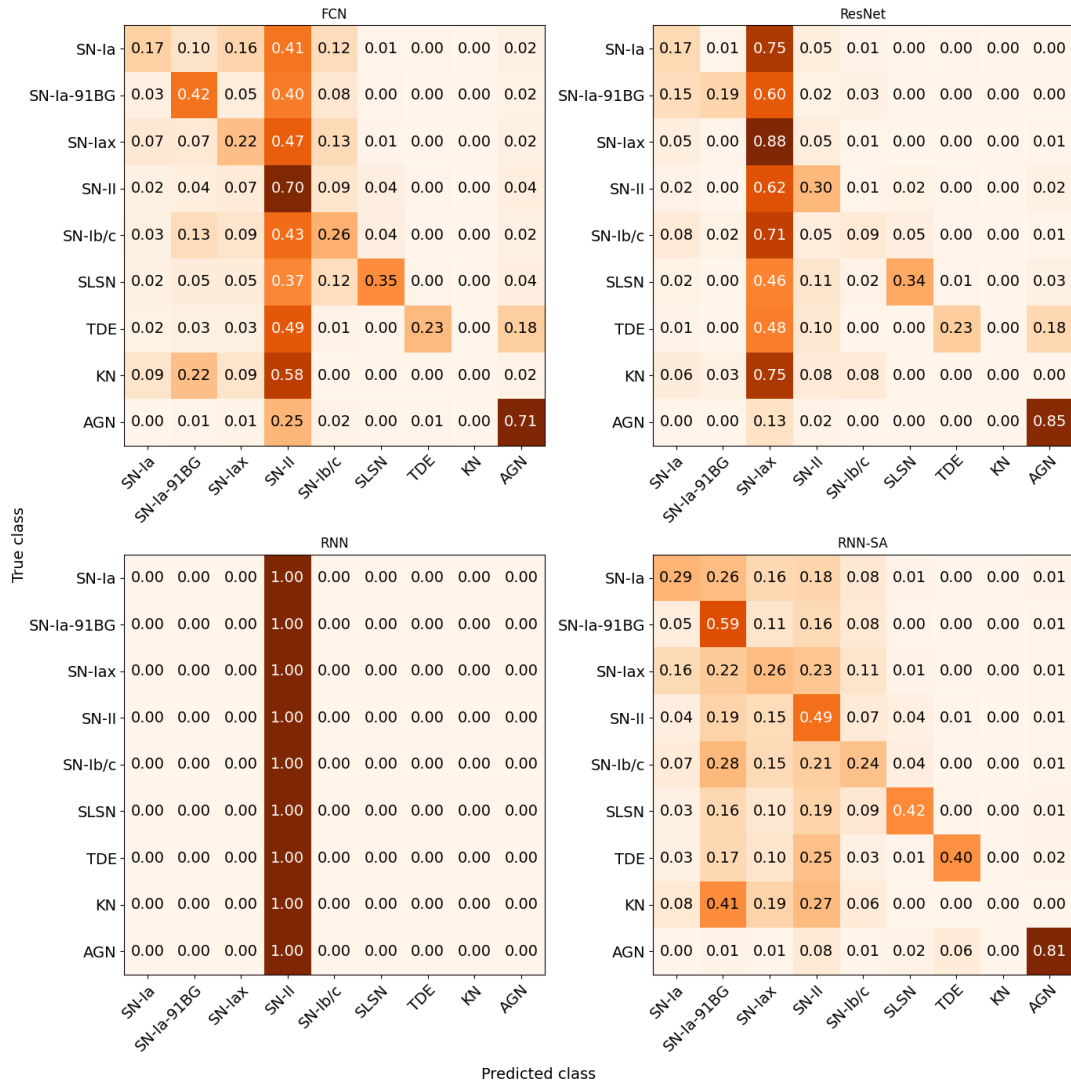 FCN
SN-Ia 0.17 0.10 0.16 0.41 0.12 0.01 0.00 0.00 0.02
SN-Ia-91BG 0.03 0.42 0.05 0.40 0.08 0.00 0.00 0.00 0.02
SN-Iax 0.07 0.07 0.22 0.47 0.13 0.01 0.00 0.00 0.02
SN-II 0.02 0.04 0.07 0.70 0.09 0.04 0.00 0.00 0.04
SN-Ib/c 0.03 0.13 0.09 0.43 0.26 0.04 0.00 0.00 0.02
SLSN 0.02 0.05 0.05 0.37 0.12 0.35 0.00 0.00 0.04
TDE 0.02 0.03 0.03 0.49 0.01 0.00 0.23 0.00 0.18
KN 0.09 0.22 0.09 0.58 0.00 0.00 0.00 0.00 0.02
AGN 0.00 0.01 0.01 0.25 0.02 0.00 0.01 0.00 0.71
SN-Ia SN-Ia-91BG SN-Iax SN-II SN-Ib/c SLSN TDE KN AGN
ResNet
SN-Ia 0.17 0.01 0.75 0.05 0.01 0.00 0.00 0.00 0.00
SN-Ia-91BG 0.15 0.19 0.60 0.02 0.03 0.00 0.00 0.00 0.00
SN-Iax 0.05 0.00 0.88 0.05 0.01 0.00 0.00 0.00 0.01
SN-II 0.02 0.00 0.62 0.30 0.01 0.02 0.00 0.00 0.02
SN-Ib/c 0.08 0.02 0.71 0.05 0.09 0.05 0.00 0.00 0.01
SLSN 0.02 0.00 0.46 0.11 0.02 0.34 0.01 0.00 0.03
TDE 0.01 0.00 0.48 0.10 0.00 0.00 0.23 0.00 0.18
KN 0.06 0.03 0.75 0.08 0.08 0.00 0.00 0.00 0.00
AGN 0.00 0.00 0.13 0.02 0.00 0.00 0.00 0.00 0.85
SN-Ia SN-Ia-91BG SN-Iax SN-II SN-Ib/c SLSN TDE KN AGN
True class
RNN
SN-Ia 0.00 0.00 0.00 1.00 0.00 0.00 0.00 0.00 0.00
SN-Ia-91BG 0.00 0.00 0.00 1.00 0.00 0.00 0.00 0.00 0.00
SN-Iax 0.00 0.00 0.00 1.00 0.00 0.00 0.00 0.00 0.00
SN-II 0.00 0.00 0.00 1.00 0.00 0.00 0.00 0.00 0.00
SN-Ib/c 0.00 0.00 0.00 1.00 0.00 0.00 0.00 0.00 0.00
SLSN 0.00 0.00 0.00 1.00 0.00 0.00 0.00 0.00 0.00
TDE 0.00 0.00 0.00 1.00 0.00 0.00 0.00 0.00 0.00
KN 0.00 0.00 0.00 1.00 0.00 0.00 0.00 0.00 0.00
AGN 0.00 0.00 0.00 1.00 0.00 0.00 0.00 0.00 0.00
SN-Ia SN-Ia-91BG SN-Iax SN-II SN-Ib/c SLSN TDE KN AGN
RNN-SA
SN-Ia 0.29 0.26 0.16 0.18 0.08 0.01 0.00 0.00 0.01
SN-Ia-91BG 0.05 0.59 0.11 0.16 0.08 0.00 0.00 0.00 0.01
SN-Iax 0.16 0.22 0.26 0.23 0.11 0.01 0.00 0.00 0.01
SN-II 0.04 0.19 0.15 0.49 0.07 0.04 0.01 0.00 0.01
SN-Ib/c 0.07 0.28 0.15 0.21 0.24 0.04 0.00 0.00 0.01
SLSN 0.03 0.16 0.10 0.19 0.09 0.42 0.00 0.00 0.01
TDE 0.03 0.17 0.10 0.25 0.03 0.01 0.40 0.00 0.02
KN 0.08 0.41 0.19 0.27 0.06 0.00 0.00 0.00 0.00
AGN 0.00 0.01 0.01 0.08 0.01 0.02 0.06 0.00 0.81
SN-Ia SN-Ia-91BG SN-Iax SN-II SN-Ib/c SLSN TDE KN AGN
Predicted class